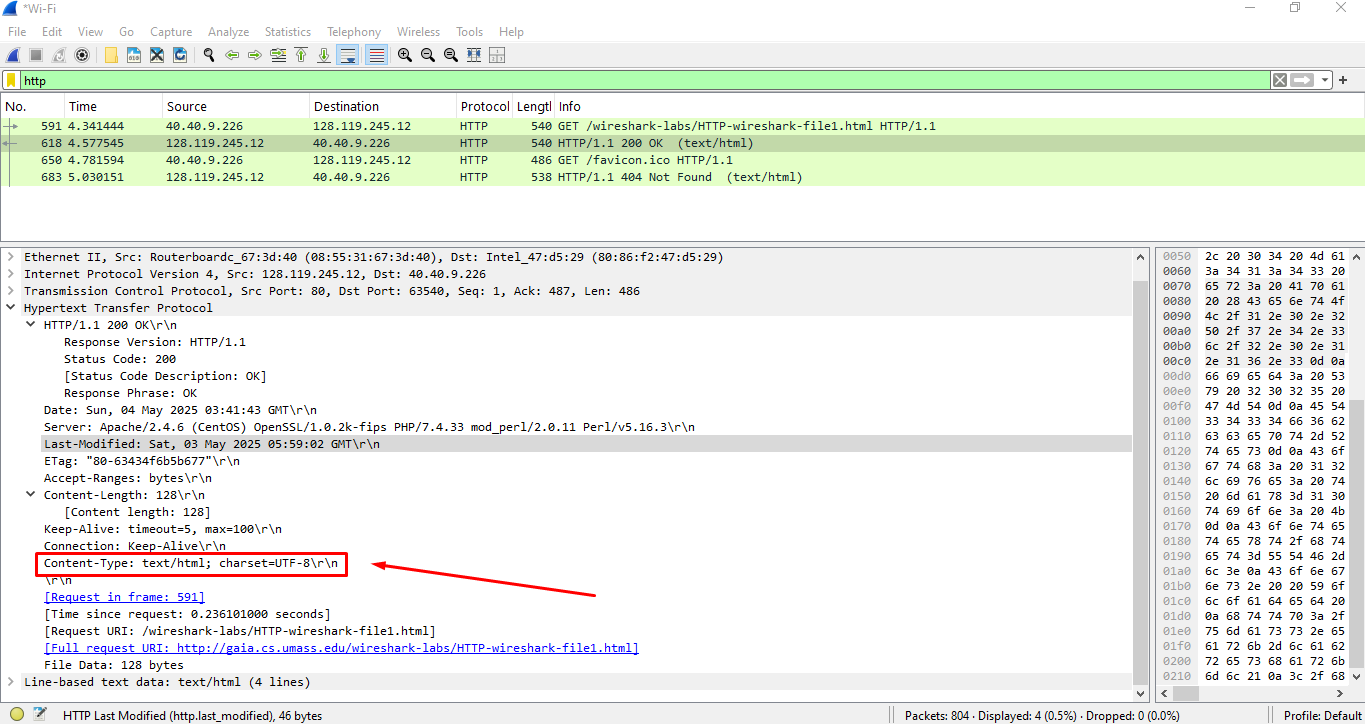 *Wi-Fi
File Edit View Go Capture Analyze Statistics Telephony Wireless Tools Help
http
No. Time Source Destination Protocol Lengtl Info
591 4.341444 40.40.9.226 128.119.245.12 HTTP 540 GET /wireshark-labs/HTTP-wireshark-file1.html HTTP/1.1
618 4.577545 128.119.245.12 40.40.9.226 HTTP 540 HTTP/1.1 200 OK (text/html)
650 4.781594 40.40.9.226 128.119.245.12 HTTP 486 GET /favicon.ico HTTP/1.1
683 5.030151 128.119.245.12 40.40.9.226 HTTP 538 HTTP/1.1 404 Not Found (text/html)
Ethernet II, Src: Routerboardc_67:3d:40 (08:55:31:67:3d:40), Dst: Intel_47:d5:29 (80:86:f2:47:d5:29)
Internet Protocol Version 4, Src: 128.119.245.12, Dst: 40.40.9.226
Transmission Control Protocol, Src Port: 80, Dst Port: 63540, Seq: 1, Ack: 487, Len: 486
Hypertext Transfer Protocol
HTTP/1.1 200 OK\r\n
Response Version: HTTP/1.1
Status Code: 200
[Status Code Description: OK]
Response Phrase: OK
Date: Sun, 04 May 2025 03:41:43 GMT\r\n
Server: Apache/2.4.6 (CentOS) OpenSSL/1.0.2k-fips PHP/7.4.33 mod_perl/2.0.11 Perl/v5.16.3\r\n
Last-Modified: Sat, 03 May 2025 05:59:02 GMT\r\n
ETag: "80-63434f6b5b677"\r\n
Accept-Ranges: bytes\r\n
Content-Length: 128\r\n
[Content length: 128]
Keep-Alive: timeout=5, max=100\r\n
Connection: Keep-Alive\r\n
Content-Type: text/html; charset=UTF-8\r\n
\r\n
[Request in frame: 591]
[Time since request: 0.236101000 seconds]
[Request URI: /wireshark-labs/HTTP-wireshark-file1.html]
[Full request URI: http://gaia.cs.umass.edu/wireshark-labs/HTTP-wireshark-file1.html]
File Data: 128 bytes
Line-based text data: text/html (4 lines)
0050 2c 20 30 34 20 4d 61
0060 3a 34 31 3a 34 33 20
0070 65 72 3a 20 41 70 61
0080 20 28 43 65 6e 74 4f
0090 4c 2f 31 2e 30 2e 32
00a0 50 2f 37 2e 34 2e 33
00b0 6c 2f 32 2e 30 2e 31
00c0 2e 31 36 2e 33 0d 0a
00d0 66 69 65 64 3a 20 53
00e0 79 20 32 30 32 35 20
00f0 47 4d 54 0d 0a 45 54
0100 33 34 33 34 66 36 62
0110 63 63 65 70 74 2d 52
0120 74 65 73 0d 0a 43 6f
0130 67 74 68 3a 20 31 32
0140 6c 69 76 65 3a 20 74
0150 20 6d 61 78 3d 31 30
0160 74 69 6f 6e 3a 20 4b
0170 0d 0a 43 6f 6e 74 65
0180 74 65 78 74 2f 68 74
0190 65 74 3d 55 54 46 2d
01a0 6c 3e 0a 43 6f 6e 67
01b0 6e 73 2e 20 20 59 6f
01c0 6c 6f 61 64 65 64 20
01d0 0a 68 74 74 70 3a 2f
01e0 75 6d 61 73 73 2e 65
01f0 61 72 6b 2d 6c 61 62
0200 72 65 73 68 61 72 6b
0210 6d 6c 21 0a 3c 2f 68
HTTP Last Modified (http.last_modified), 46 bytes
Packets: 804 · Displayed: 4 (0.5%) · Dropped: 0 (0.0%)
Profile: Default